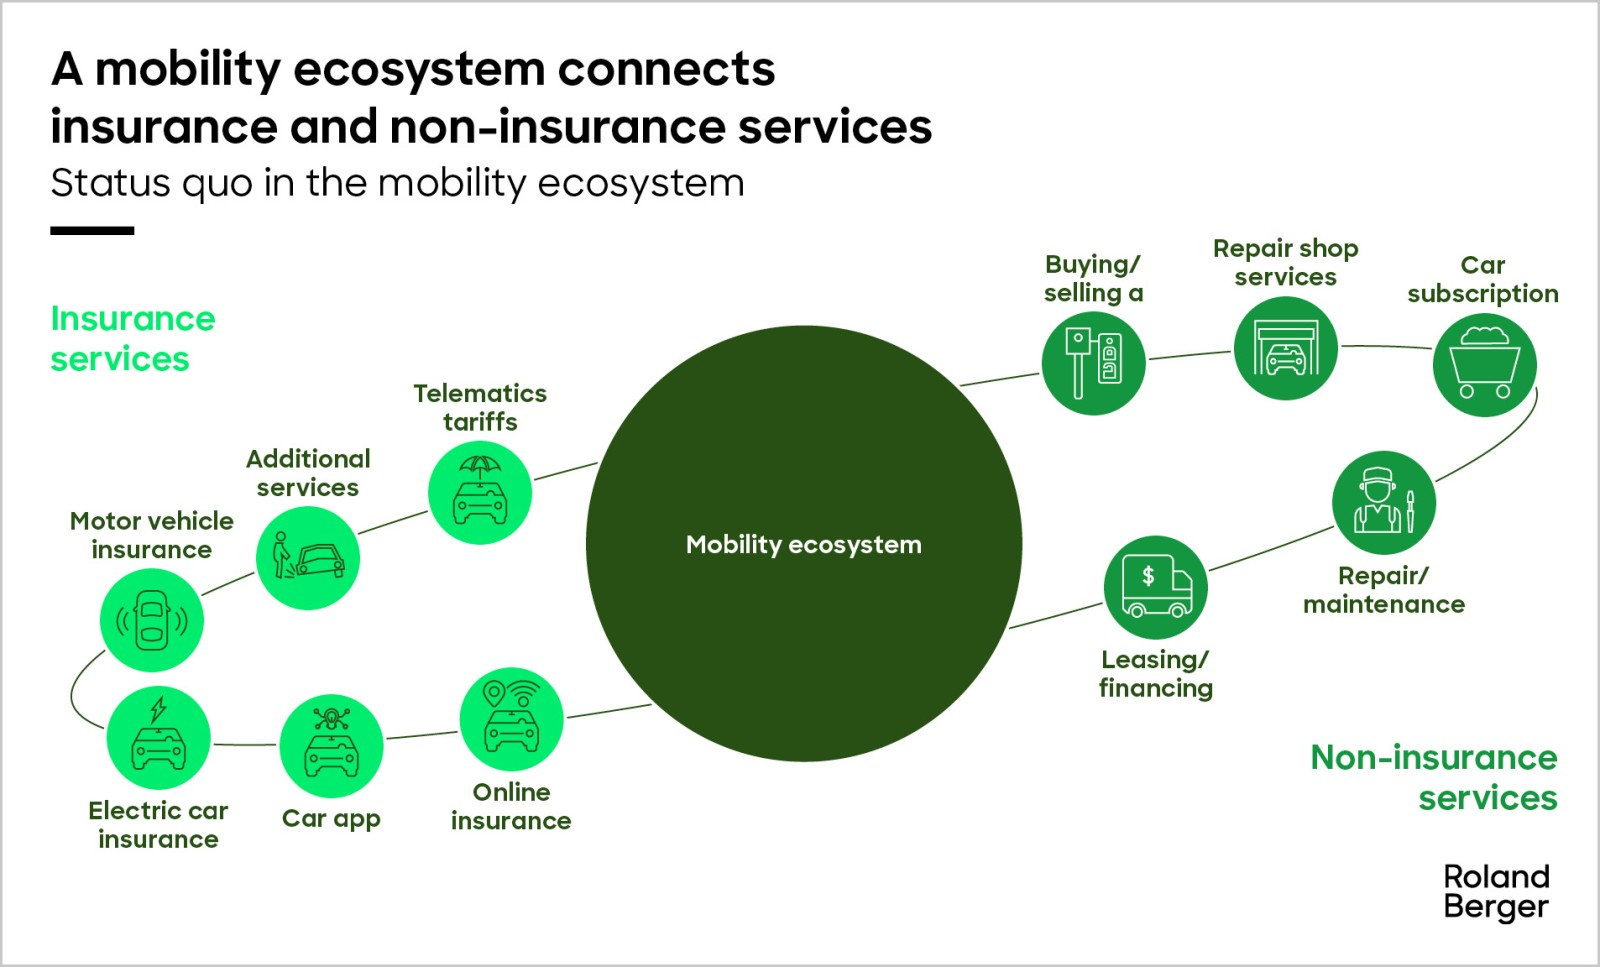 A mobility ecosystem connects
insurance and non-insurance services
Status quo in the mobility ecosystem
Insurance
services
Telematics
tariffs
Additional
services
Motor vehicle
insurance
Electric car
insurance
Car app
Online
insurance
Mobility ecosystem
Buying/
selling a
Repair shop
services
Car
subscription
Repair/
maintenance
$
Leasing/
financing
Non-insurance
services
Roland
Berger